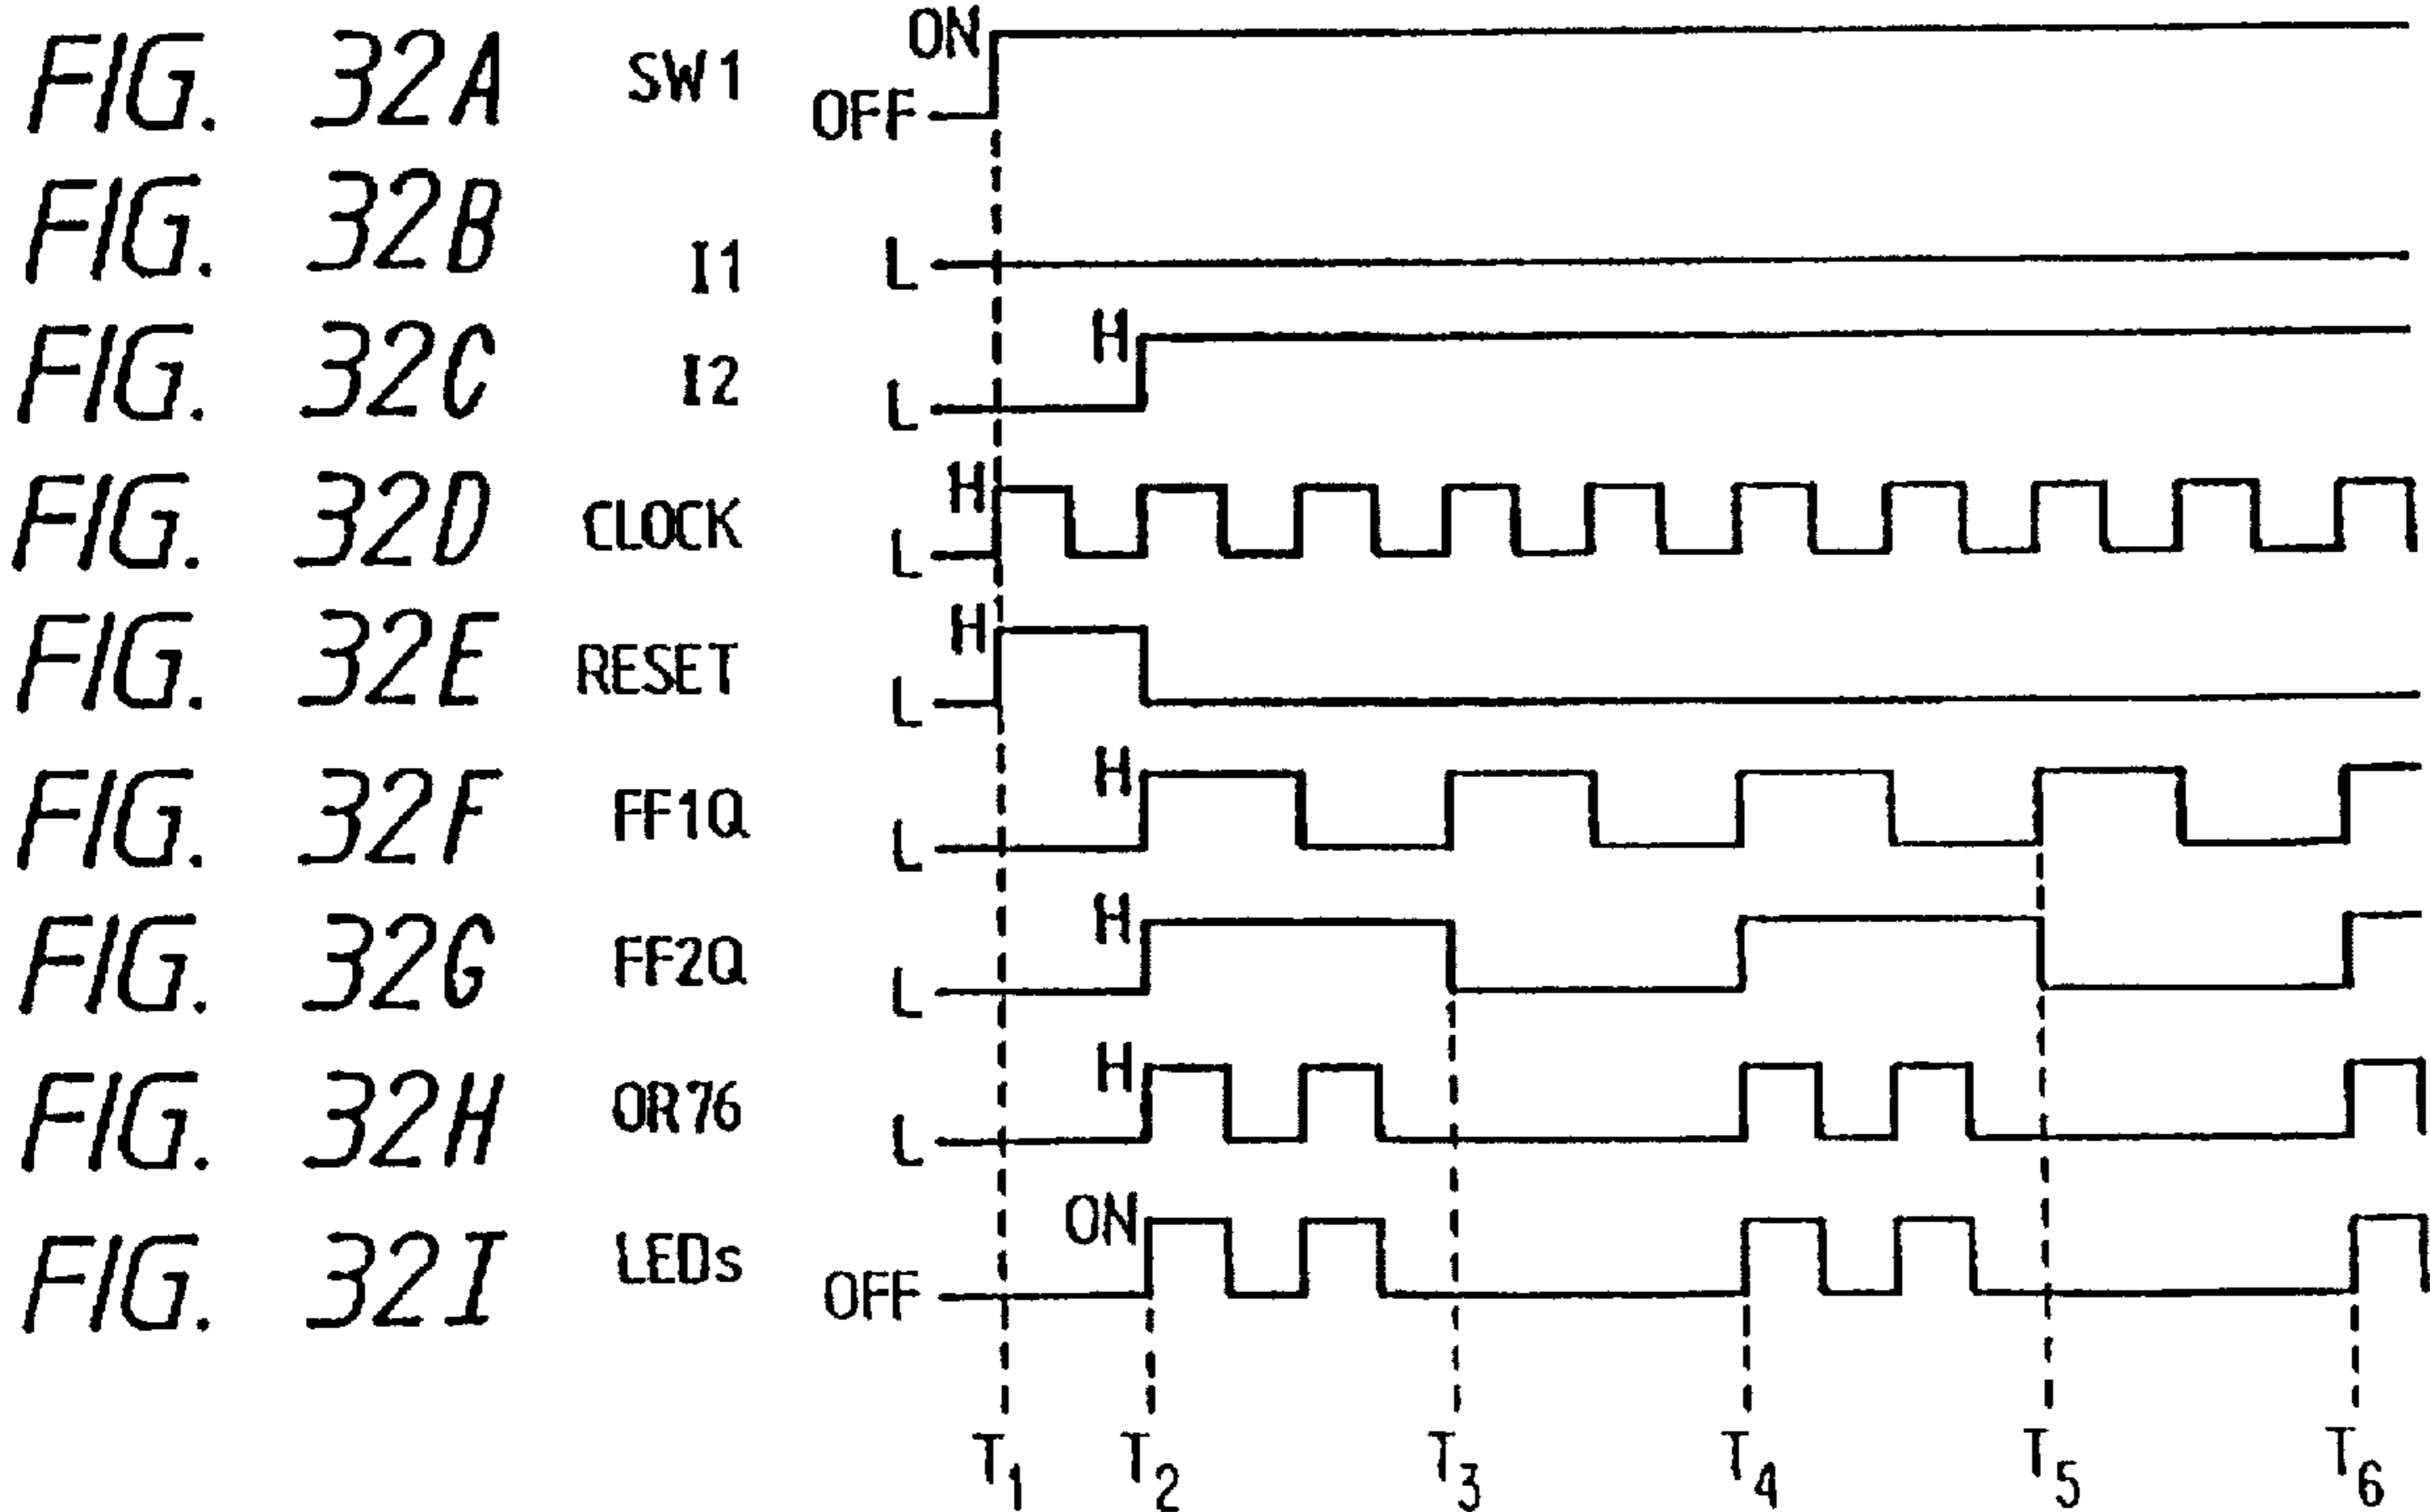 FIG. 32A SW1 ON OFF
FIG. 32B I1 L
FIG. 32C I2 H L
FIG. 32D CLOCK H L
FIG. 32E RESET H L
FIG. 32F FF1Q H L
FIG. 32G FF2Q H L
FIG. 32H OR76 H L
FIG. 32I LEDs ON OFF
T1 T2 T3 T4 T5 T6